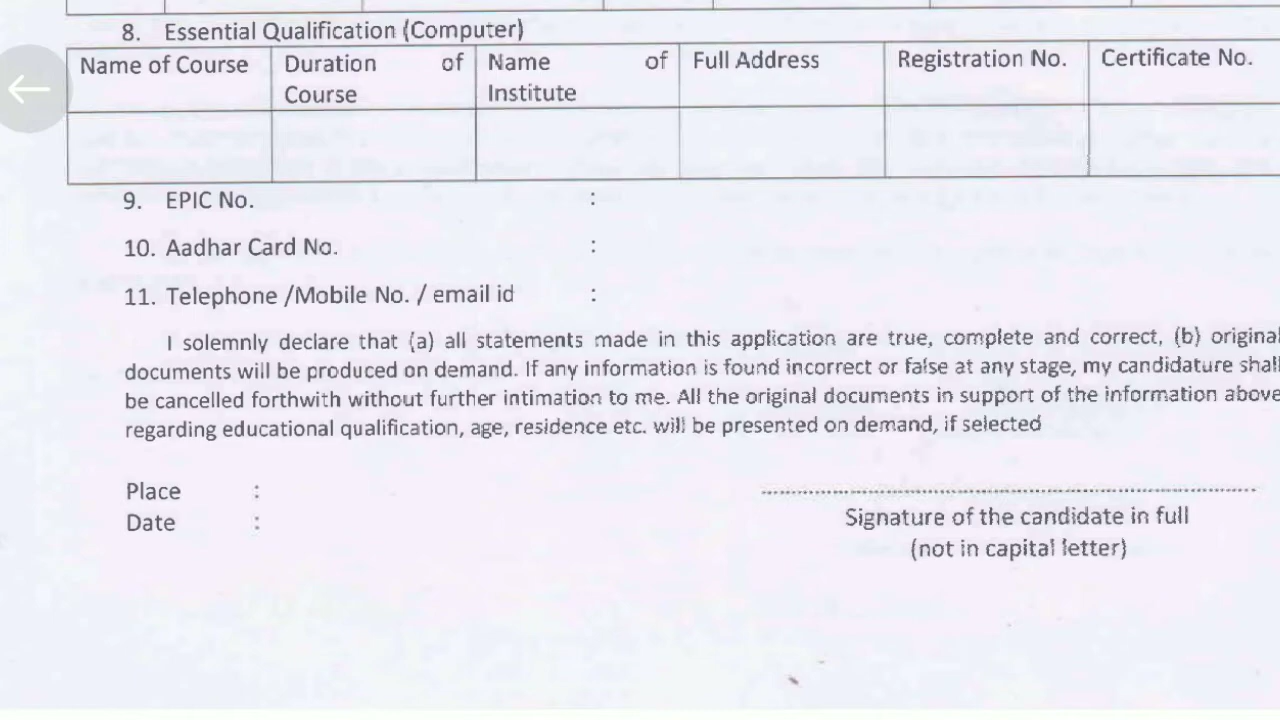 8. Essential Qualification (Computer)
Name of Course Duration of Name of Full Address Registration No. Certificate No.
Course Institute
9. EPIC No. :
10. Aadhar Card No. :
11. Telephone /Mobile No. / email id :
I solemnly declare that (a) all statements made in this application are true, complete and correct, (b) original
documents will be produced on demand. If any information is found incorrect or false at any stage, my candidature shall
be cancelled forthwith without further intimation to me. All the original documents in support of the information above
regarding educational qualification, age, residence etc. will be presented on demand, if selected
Place :
Date :
Signature of the candidate in full
(not in capital letter)